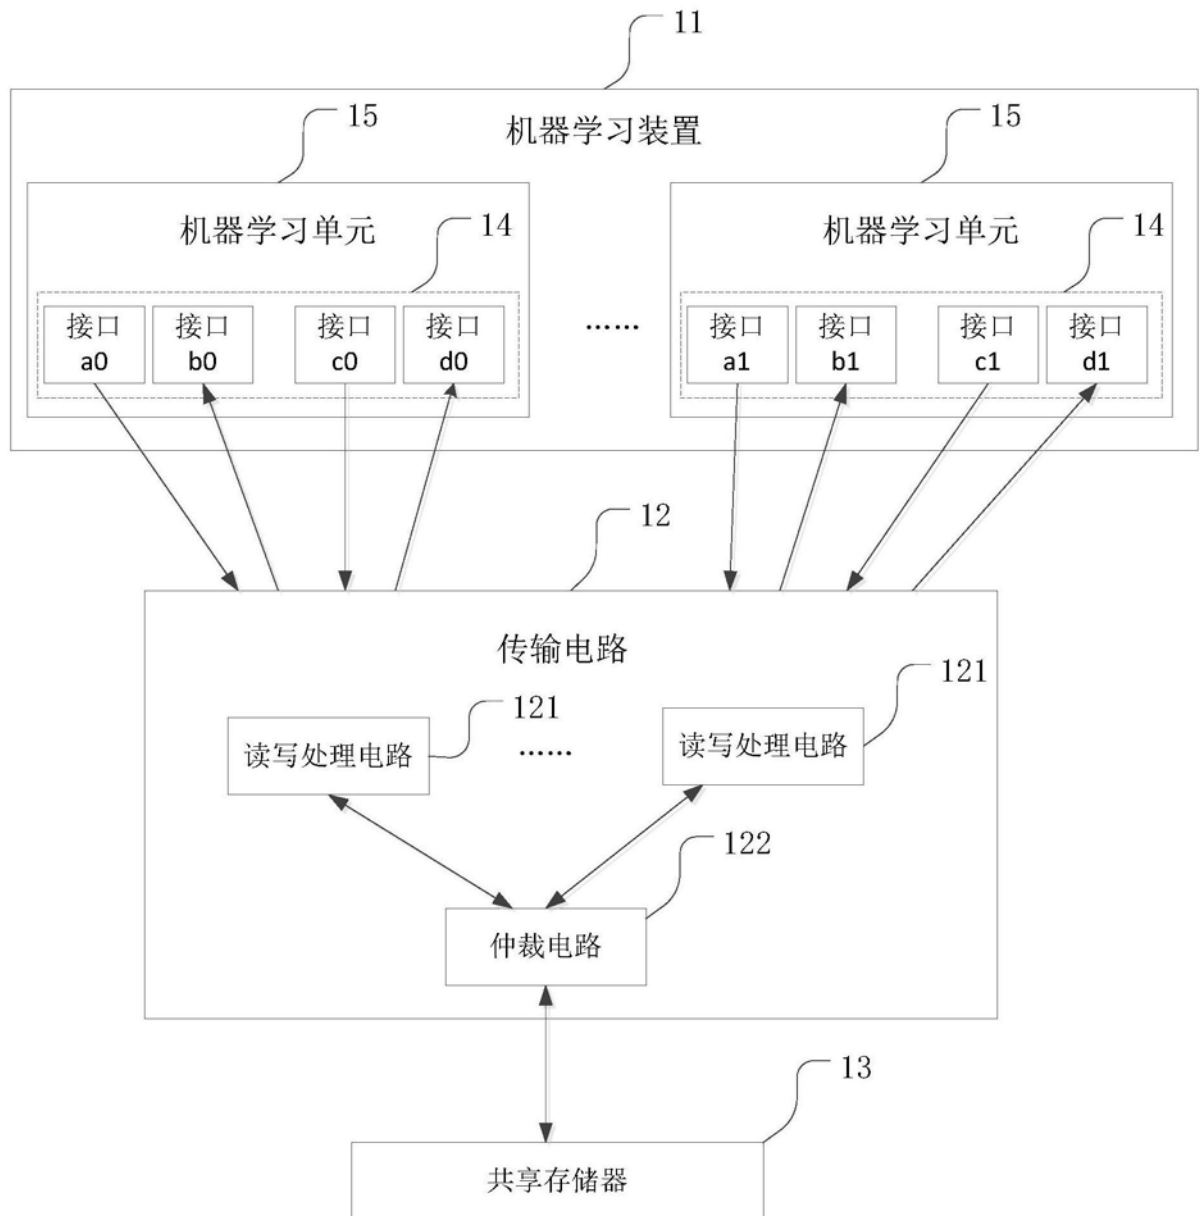 11
15
机器学习装置
15
机器学习单元
14
机器学习单元
14
接口
a0
接口
b0
接口
c0
接口
d0
……
接口
a1
接口
b1
接口
c1
接口
d1
12
传输电路
121
读写处理电路
……
121
读写处理电路
122
仲裁电路
13
共享存储器